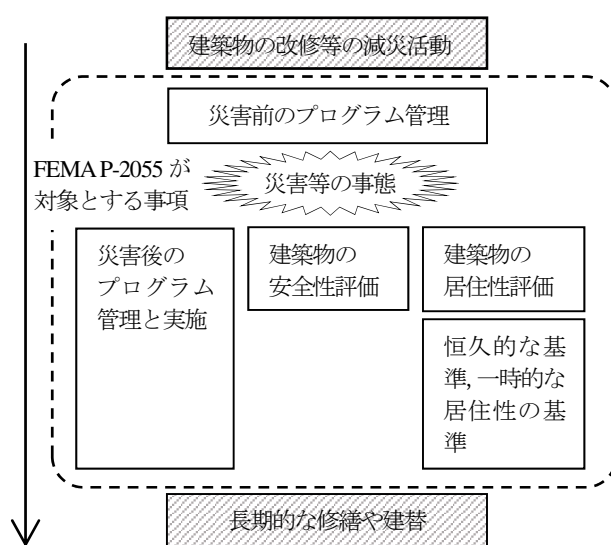 建築物の改修等の減災活動
災害前のプログラム管理
FEMA P-2055 が
対象とする事項
災害等の事態
災害後の
プログラム
管理と実施
建築物の
安全性評価
建築物の
居住性評価
恒久的な基
準, 一時的な
居住性の基
準
長期的な修繕や建替